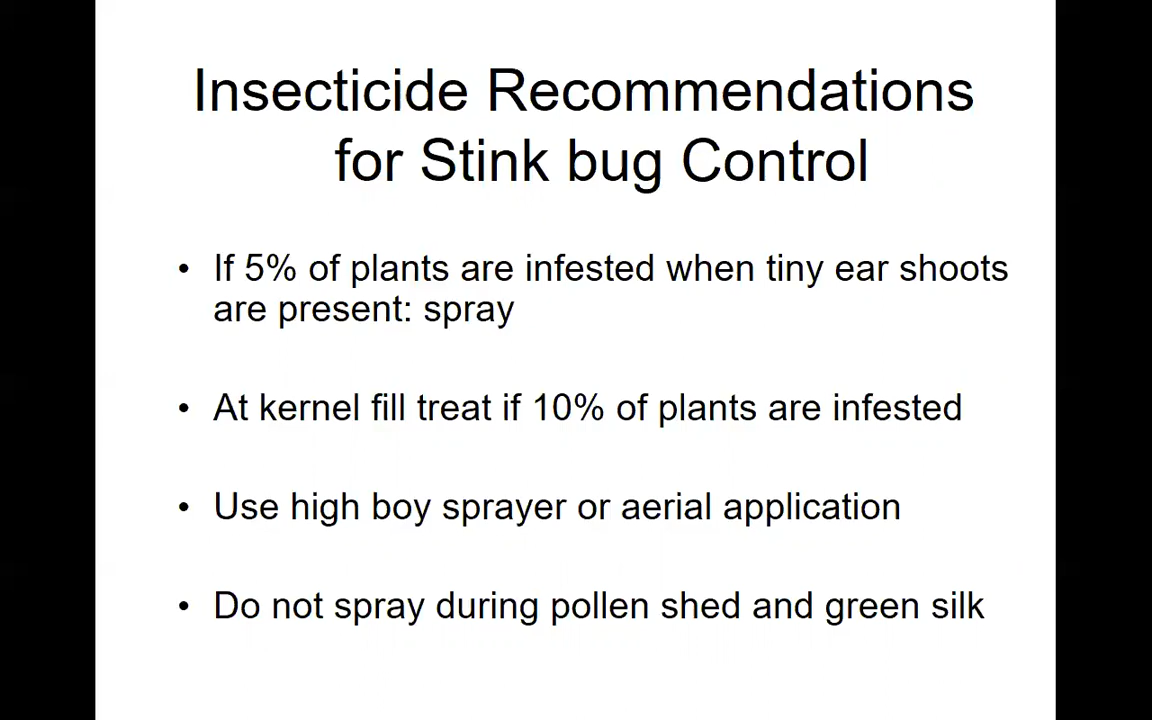 Insecticide Recommendations
for Stink bug Control
• If 5% of plants are infested when tiny ear shoots
are present: spray
• At kernel fill treat if 10% of plants are infested
• Use high boy sprayer or aerial application
• Do not spray during pollen shed and green silk